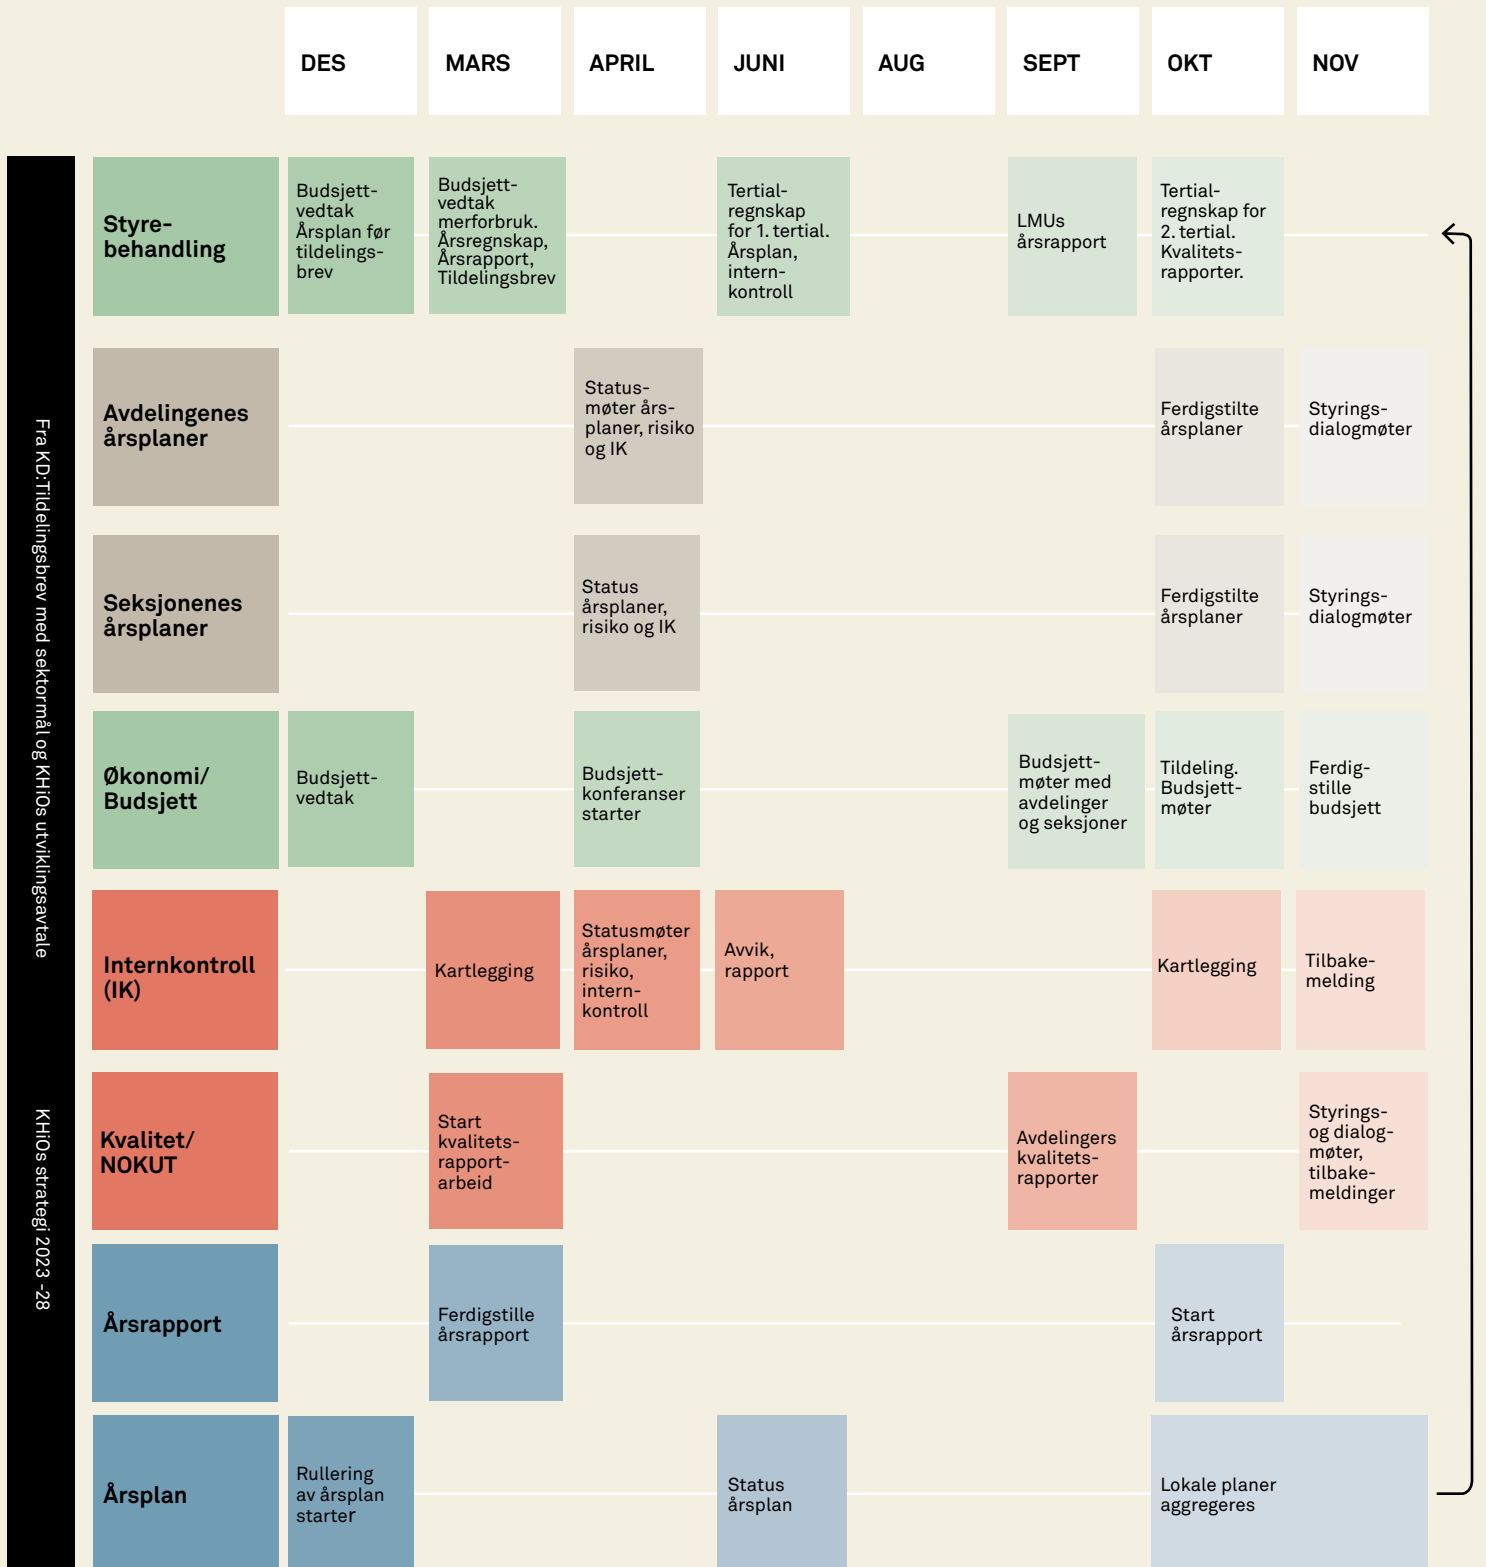 DES
MARS
APRIL
JUNI
AUG
SEPT
OKT
NOV
Fra KD:Tildelingsbrev med sektormål og KHiOs utviklingsavtale
KHiOs strategi 2023 -28
Styre-
behandling
Budsjett-
vedtak
Årsplan før
tildelings-
brev
Budsjett-
vedtak
merforbruk.
Årsregnskap,
Årsrapport,
Tildelingsbrev
Tertial-
regnskap
for 1. tertial.
Årsplan,
intern-
kontroll
LMUs
årsrapport
Tertial-
regnskap for
2. tertial.
Kvalitets-
rapporter.
Avdelingenes
årsplaner
Status-
møter års-
planer, risiko
og IK
Ferdigstilte
årsplaner
Styrings-
dialogmøter
Seksjonenes
årsplaner
Status
årsplaner,
risiko og IK
Ferdigstilte
årsplaner
Styrings-
dialogmøter
Økonomi/
Budsjett
Budsjett-
vedtak
Budsjett-
konferanser
starter
Budsjett-
møter med
avdelinger
og seksjoner
Tildeling.
Budsjett-
møter
Ferdig-
stille
budsjett
Internkontroll
(IK)
Kartlegging
Statusmøter
årsplaner,
risiko,
intern-
kontroll
Avvik,
rapport
Kartlegging
Tilbake-
melding
Kvalitet/
NOKUT
Start
kvalitets-
rapport-
arbeid
Avdelingers
kvalitets-
rapporter
Styrings-
og dialog-
møter,
tilbake-
meldinger
Årsrapport
Ferdigstille
årsrapport
Start
årsrapport
Årsplan
Rullering
av årsplan
starter
Status
årsplan
Lokale planer
aggregeres